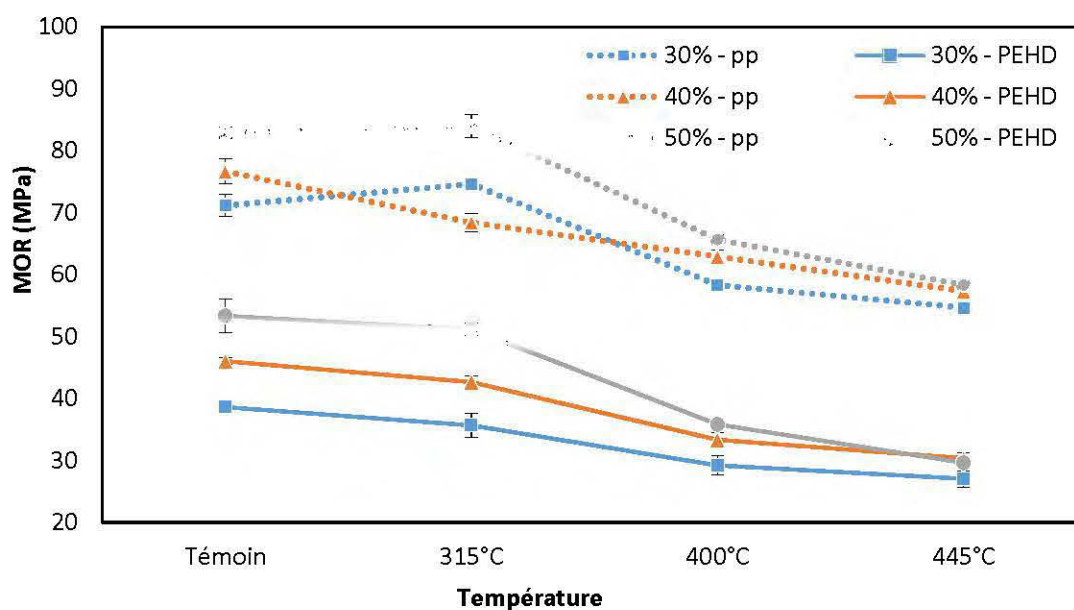 100
90
80
70
60
50
40
30
20
MOR (MPa)
30% - pp
30% - PEHD
40% - pp
40% - PEHD
50% - pp
50% - PEHD
Témoin
315°C
400°C
445°C
Température